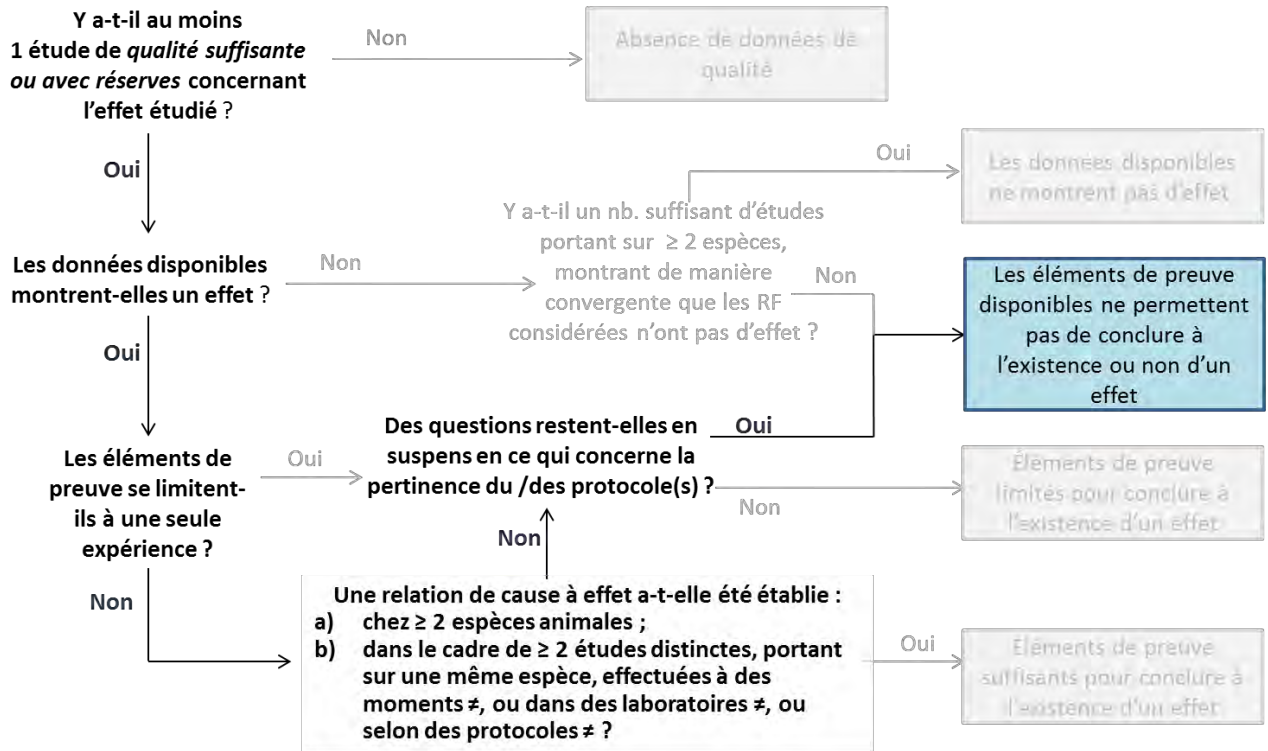 Y a-t-il au moins
1 étude de qualité suffisante
ou avec réserves concernant
l'effet étudié ?
Non
Absence de données de
qualité
Oui
Oui
Les données disponibles
ne montrent pas d'effet
Y a-t-il un nb. suffisant d'études
portant sur ≥ 2 espèces,
montrant de manière
convergente que les RF
considérées n'ont pas d'effet ?
Les données disponibles
montrent-elles un effet ?
Non
Non
Les éléments de preuve
disponibles ne permettent
pas de conclure à
l'existence ou non d'un
effet
Oui
Des questions restent-elles en
suspens en ce qui concerne la
pertinence du /des protocole(s) ?
Oui
Les éléments de
preuve se limitent-
ils à une seule
expérience ?
Oui
Non
Éléments de preuve
limités pour conclure à
l'existence d'un effet
Non
Non
Une relation de cause à effet a-t-elle été établie :
a) chez ≥ 2 espèces animales ;
b) dans le cadre de ≥ 2 études distinctes, portant
sur une même espèce, effectuées à des
moments ≠, ou dans des laboratoires ≠, ou
selon des protocoles ≠ ?
Oui
Eléments de preuve
suffisants pour conclure à
l'existence d'un effet